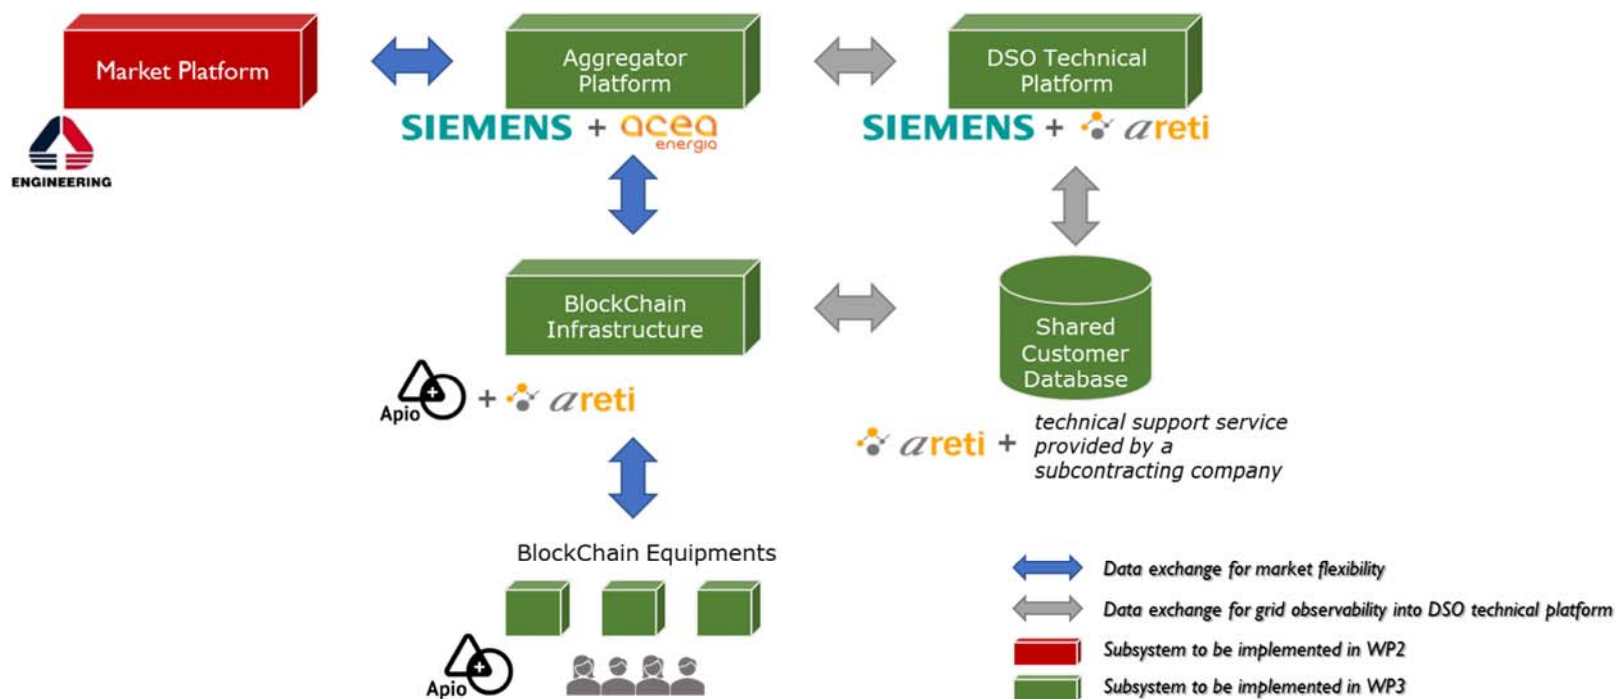 Market Platform
Aggregator
Platform
DSO Technical
Platform
ENGINEERING
SIEMENS + acea
energia
SIEMENS + areti
BlockChain
Infrastructure
Shared
Customer
Database
Apio + areti
areti + technical support service
provided by a
subcontracting company
BlockChain Equipments
Apio
Data exchange for market flexibility
Data exchange for grid observability into DSO technical platform
Subsystem to be implemented in WP2
Subsystem to be implemented in WP3